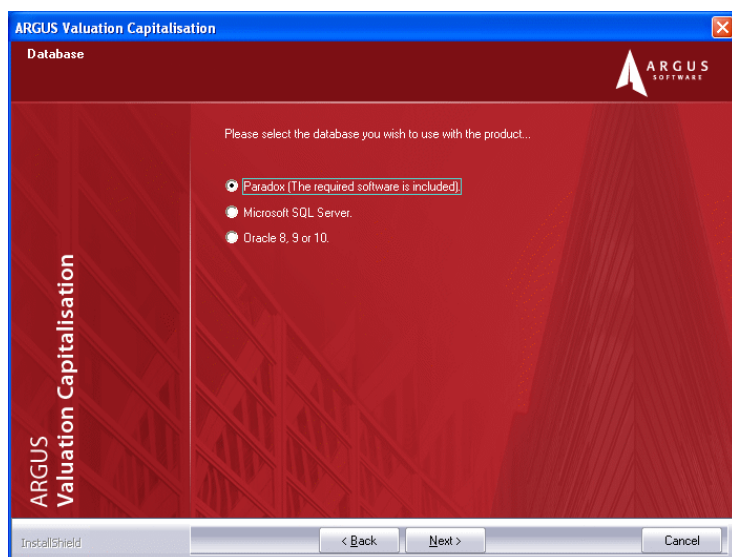 ARGUS Valuation Capitalisation
Database
ARGUS
SOFTWARE
Please select the database you wish to use with the product...
Paradox (The required software is included).
Microsoft SQL Server.
Oracle 8, 9 or 10.
ARGUS
Valuation Capitalisation
InstallShield
< Back
Next >
Cancel